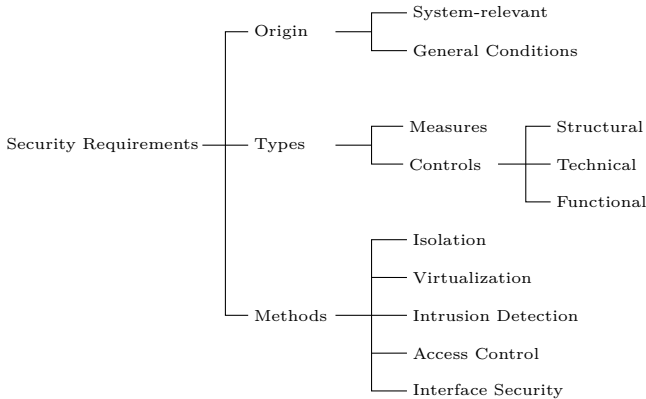 System-relevant
Origin
General Conditions
Measures
Structural
Security Requirements
Types
Controls
Technical
Functional
Isolation
Virtualization
Methods
Intrusion Detection
Access Control
Interface Security